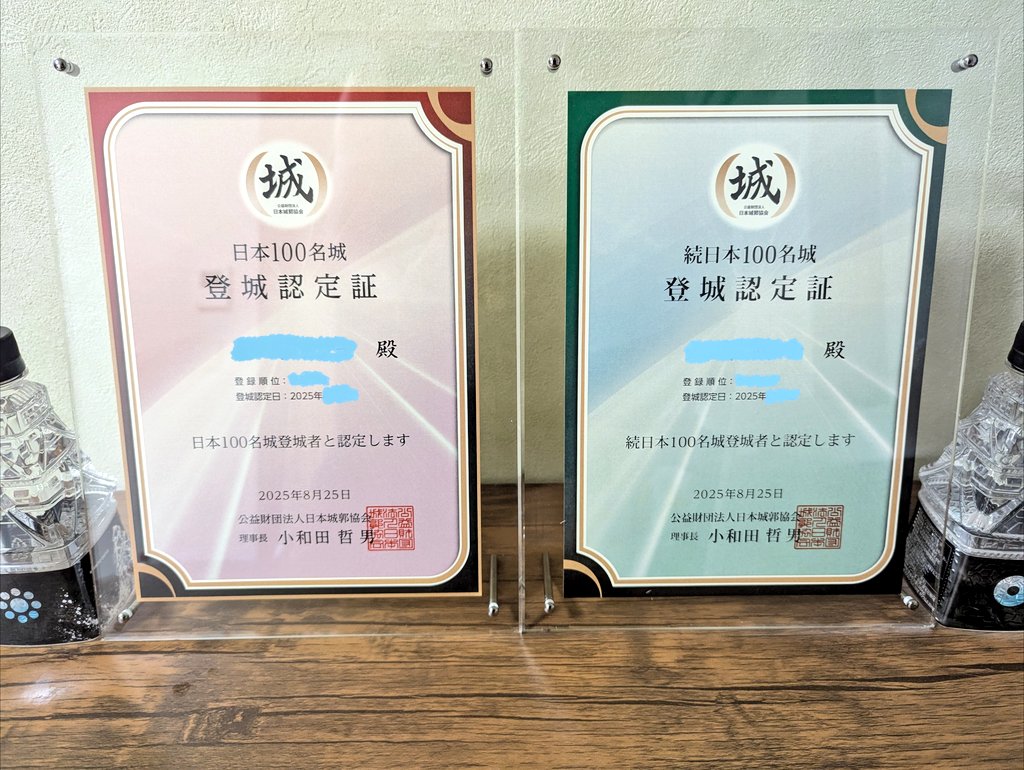 城
公益財団法人
日本城郭協会
日本100名城
登城認定証
殿
登録順位：
登城認定日：2025年
日本100名城登城者と認定します
2025年8月25日
公益財団法人日本城郭協会
理事長 小和田 哲男
城
公益財団法人
日本城郭協会
続日本100名城
登城認定証
殿
登録順位：
登城認定日：2025年
続日本100名城登城者と認定します
2025年8月25日
公益財団法人日本城郭協会
理事長 小和田 哲男